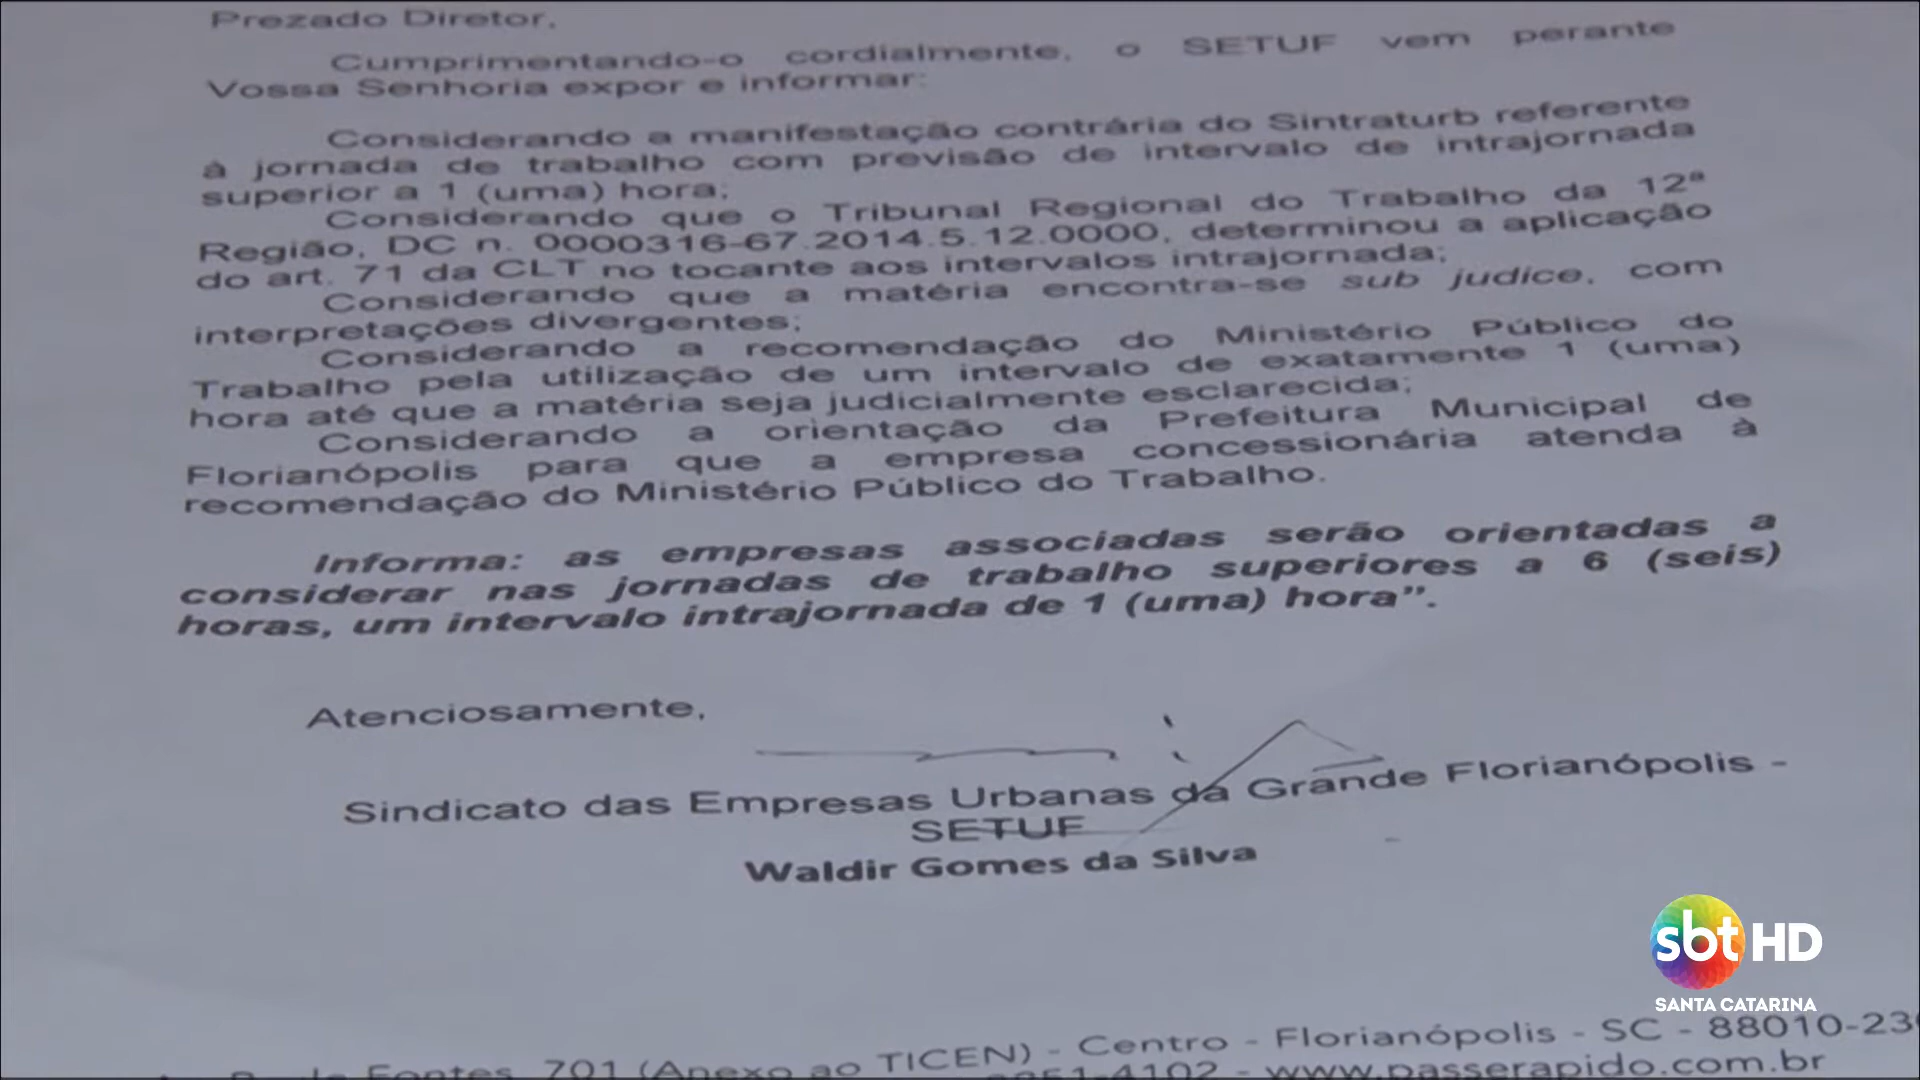 Prezado Diretor,
Cumprimentando-o cordialmente, o SETUF vem perante
Vossa Senhoria expor e informar:
Considerando a manifestação contrária do Sintraturb referente
à jornada de trabalho com previsão de intervalo de intrajornada
superior a 1 (uma) hora;
Considerando que o Tribunal Regional do Trabalho da 12ª
Região, DC n. 0000316-67.2014.5.12.0000, determinou a aplicação
do art. 71 da CLT no tocante aos intervalos intrajornada;
Considerando que a matéria encontra-se sub judice, com
interpretações divergentes;
Considerando a recomendação do Ministério Público do
Trabalho pela utilização de um intervalo de exatamente 1 (uma)
hora até que a matéria seja judicialmente esclarecida;
Considerando a orientação da Prefeitura Municipal de
Florianópolis para que a empresa concessionária atenda à
recomendação do Ministério Público do Trabalho.
Informa: as empresas associadas serão orientadas a
considerar nas jornadas de trabalho superiores a 6 (seis)
horas, um intervalo intrajornada de 1 (uma) hora”.
Atenciosamente,
Sindicato das Empresas Urbanas da Grande Florianópolis -
SETUF
Waldir Gomes da Silva
sbt HD
SANTA CATARINA
Fontes, 701 (Anexo ao TICEN) - Centro - Florianópolis - SC - 88010-23
-4102 - www.passerapido.com.br